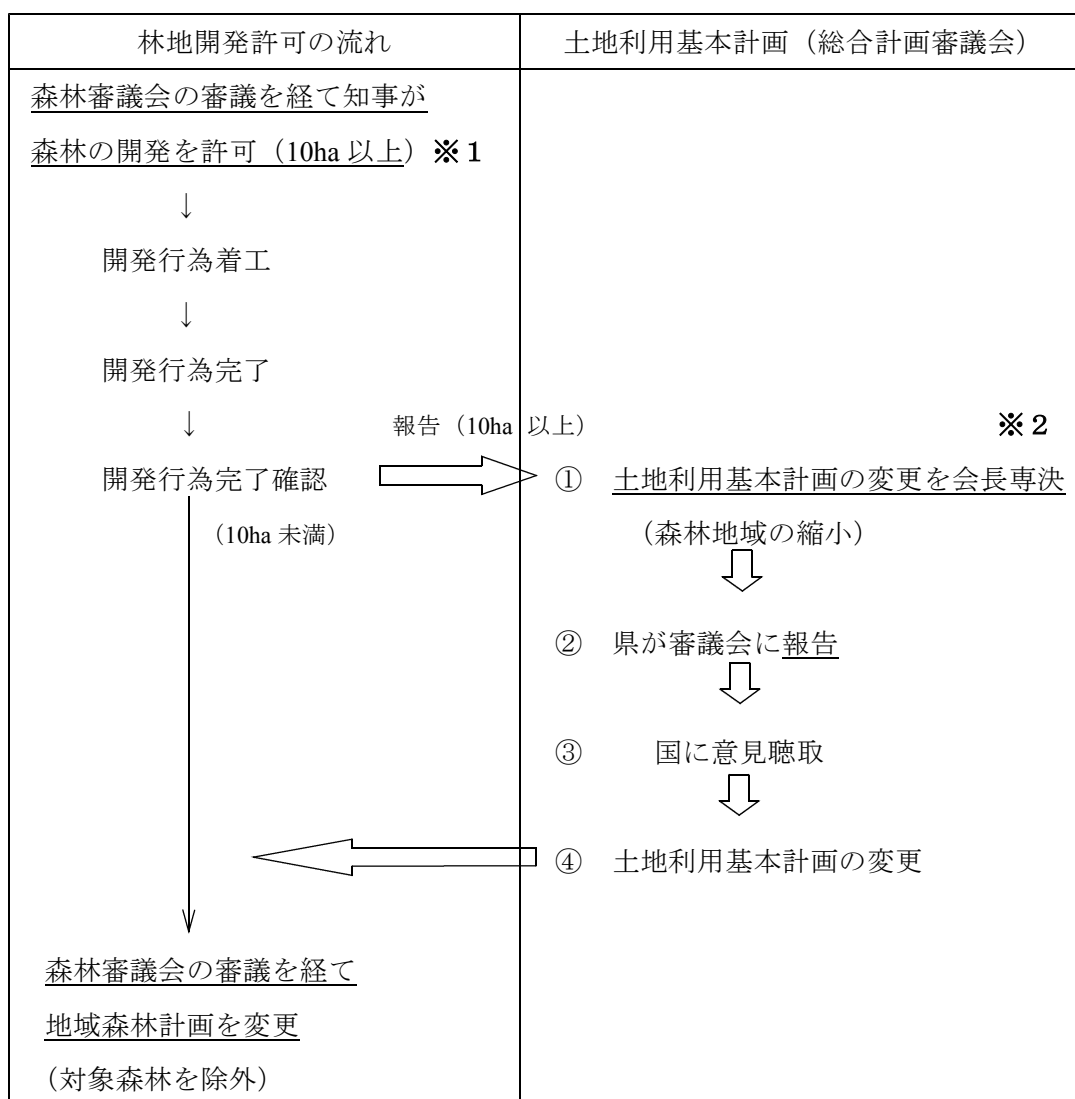 林地開発許可の流れ
土地利用基本計画（総合計画審議会）
森林審議会の審議を経て知事が
森林の開発を許可（10ha 以上）※1
↓
開発行為着工
↓
開発行為完了
↓
報告（10ha 以上）
※2
開発行為完了確認
① 土地利用基本計画の変更を会長専決
（10ha 未満）
（森林地域の縮小）
② 県が審議会に報告
③ 国に意見聴取
④ 土地利用基本計画の変更
森林審議会の審議を経て
地域森林計画を変更
（対象森林を除外）